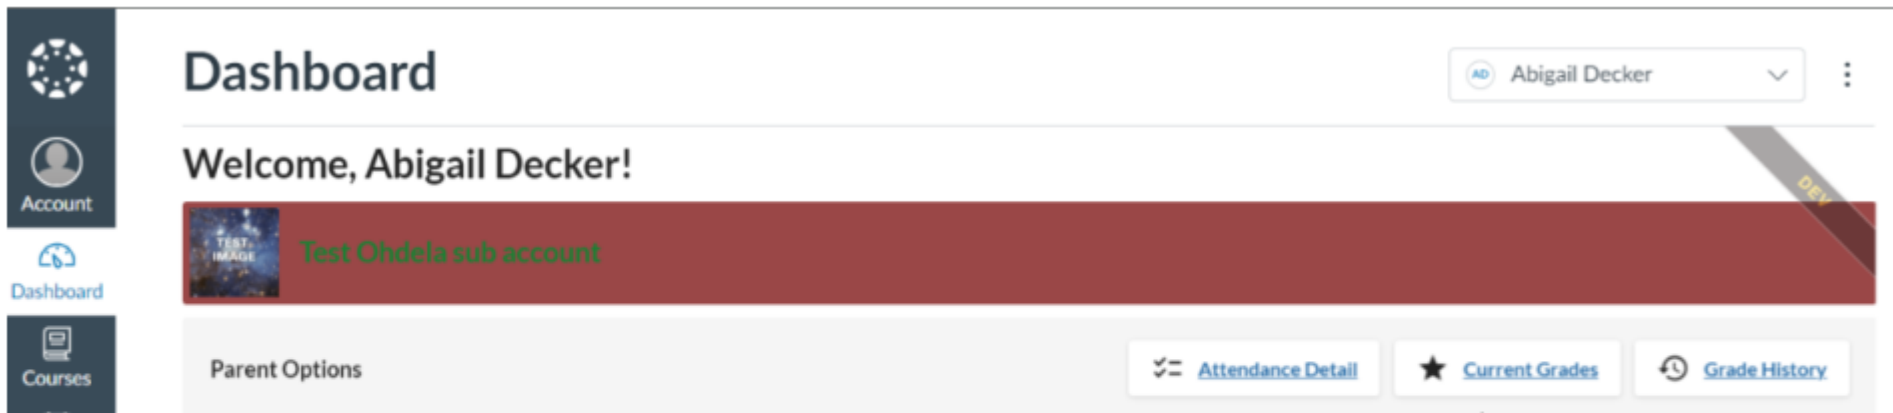 Dashboard
AD Abigail Decker
Account
Welcome, Abigail Decker!
DEV
TEST
IMAGE
Test Ohdela sub account
Dashboard
Parent Options
Attendance Detail
Current Grades
Grade History
Courses